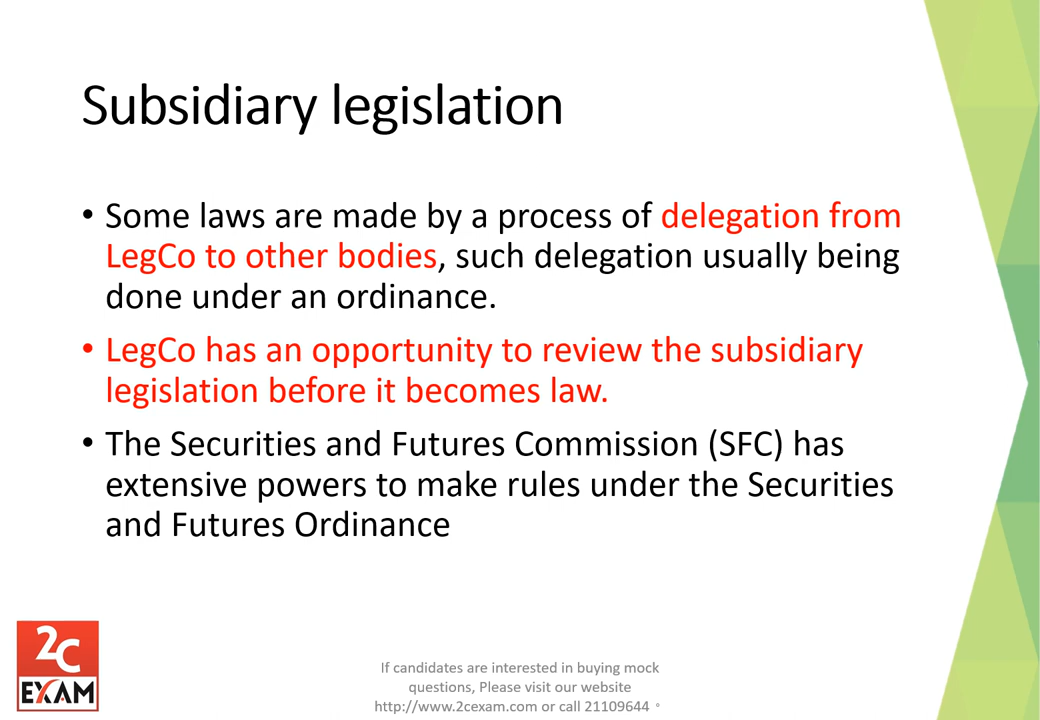 Subsidiary legislation
• Some laws are made by a process of delegation from
LegCo to other bodies, such delegation usually being
done under an ordinance.
• LegCo has an opportunity to review the subsidiary
legislation before it becomes law.
• The Securities and Futures Commission (SFC) has
extensive powers to make rules under the Securities
and Futures Ordinance
2C
EXAM
If candidates are interested in buying mock
questions, Please visit our website
http://www.2cexam.com or call 21109644 。